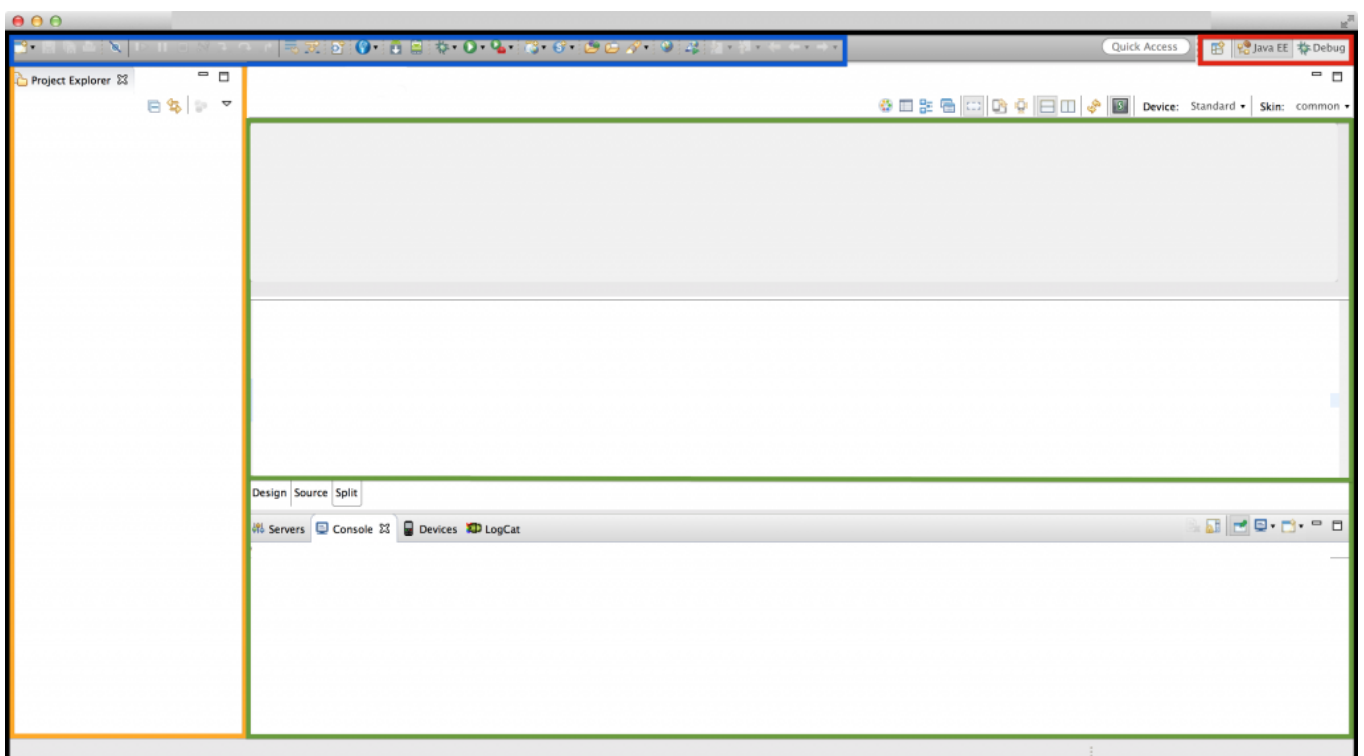 Quick Access Java EE Debug
Project Explorer
Device: Standard Skin: common
Design Source Split
Servers Console Devices LogCat